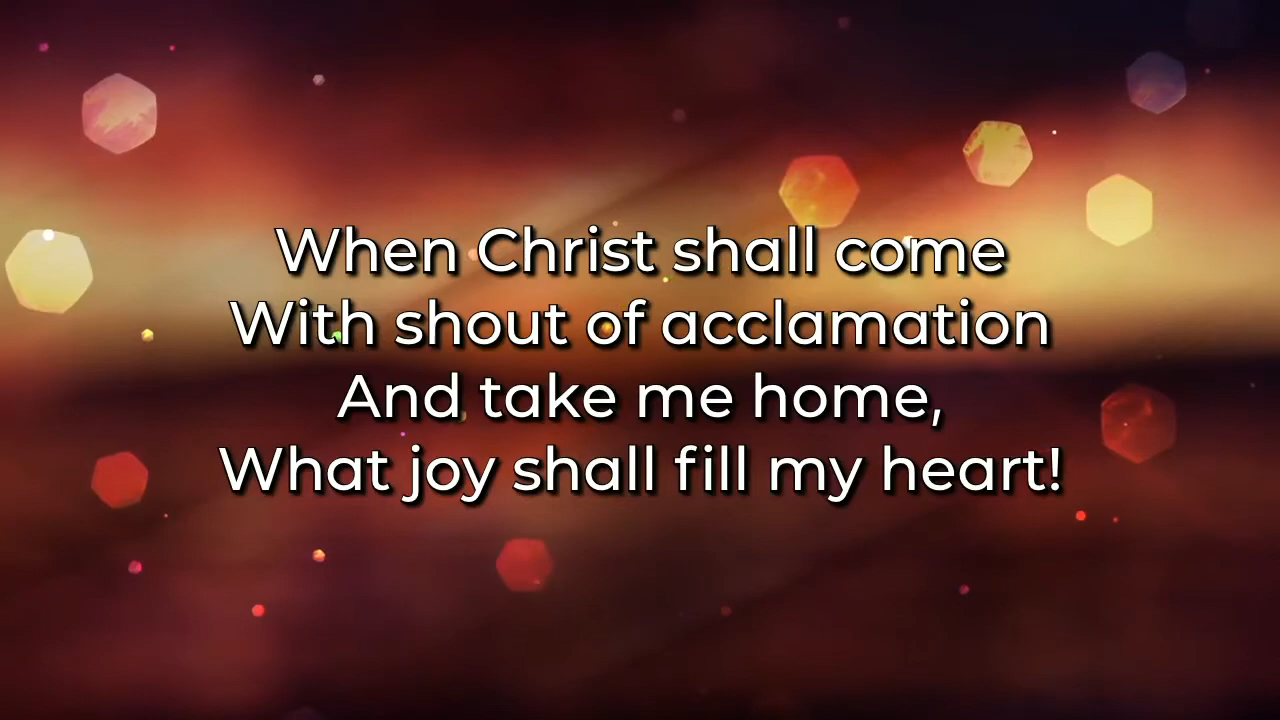 When Christ shall come
With shout of acclamation
And take me home,
What joy shall fill my heart!